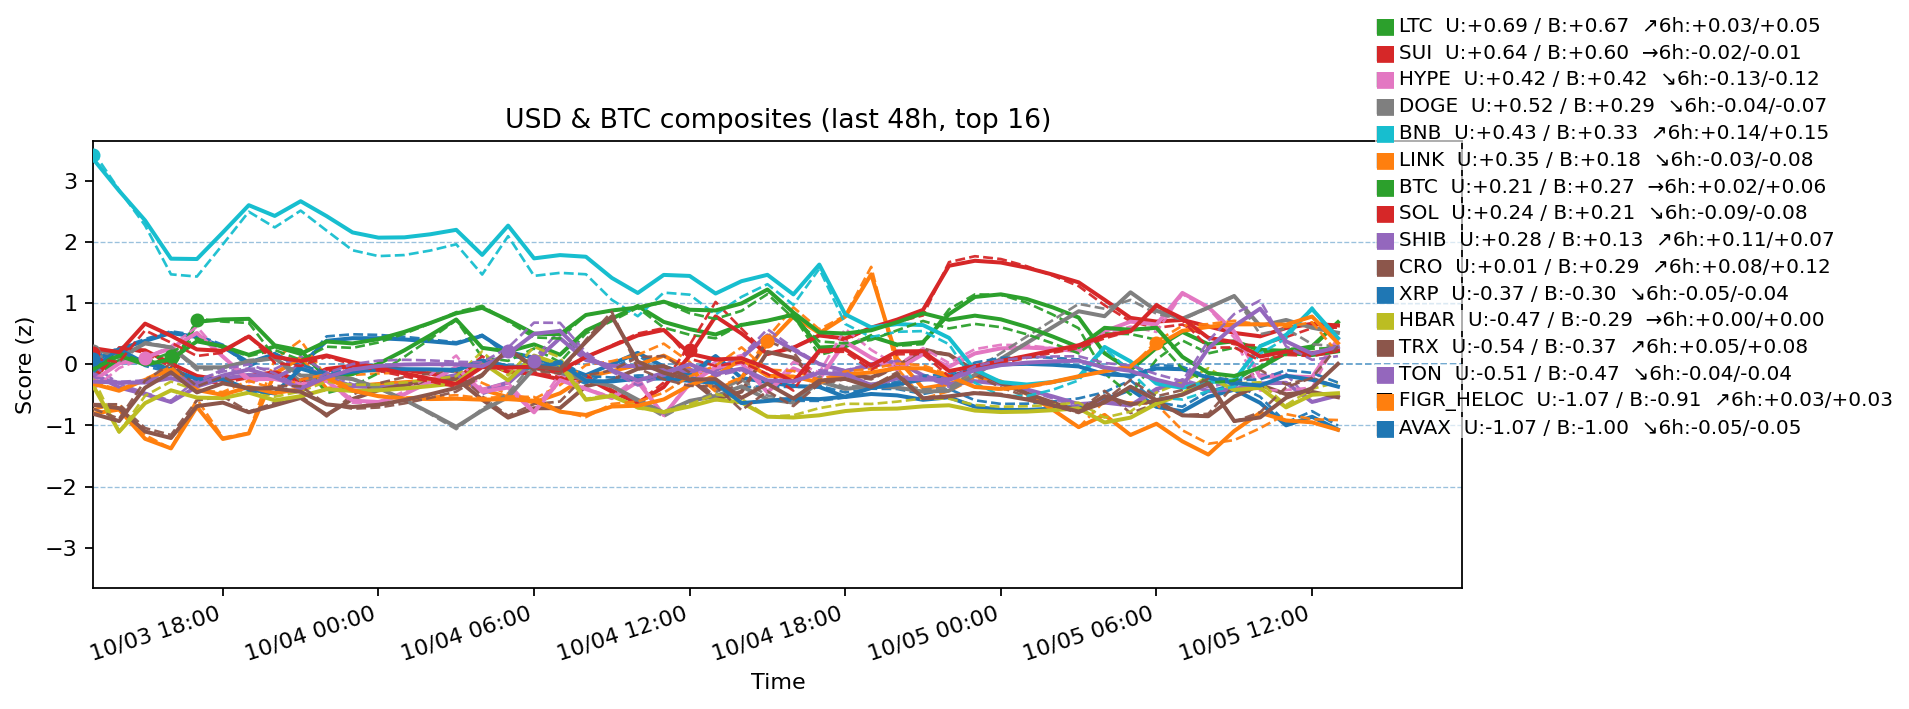 LTC U:+0.69 / B:+0.67 ↗6h:+0.03/+0.05
SUI U:+0.64 / B:+0.60 →6h:-0.02/-0.01
HYPE U:+0.42 / B:+0.42 ↘6h:-0.13/-0.12
DOGE U:+0.52 / B:+0.29 ↘6h:-0.04/-0.07
BNB U:+0.43 / B:+0.33 ↗6h:+0.14/+0.15
LINK U:+0.35 / B:+0.18 ↘6h:-0.03/-0.08
BTC U:+0.21 / B:+0.27 →6h:+0.02/+0.06
SOL U:+0.24 / B:+0.21 ↘6h:-0.09/-0.08
SHIB U:+0.28 / B:+0.13 ↗6h:+0.11/+0.07
CRO U:+0.01 / B:+0.29 ↗6h:+0.08/+0.12
XRP U:-0.37 / B:-0.30 ↘6h:-0.05/-0.04
HBAR U:-0.47 / B:-0.29 →6h:+0.00/+0.00
TRX U:-0.54 / B:-0.37 ↗6h:+0.05/+0.08
TON U:-0.51 / B:-0.47 ↘6h:-0.04/-0.04
FIGR_HELOC U:-1.07 / B:-0.91 ↗6h:+0.03/+0.03
AVAX U:-1.07 / B:-1.00 ↘6h:-0.05/-0.05
USD & BTC composites (last 48h, top 16)
Score (z)
3
2
1
0
−1
−2
−3
10/03 18:00
10/04 00:00
10/04 06:00
10/04 12:00
10/04 18:00
10/05 00:00
10/05 06:00
10/05 12:00
Time